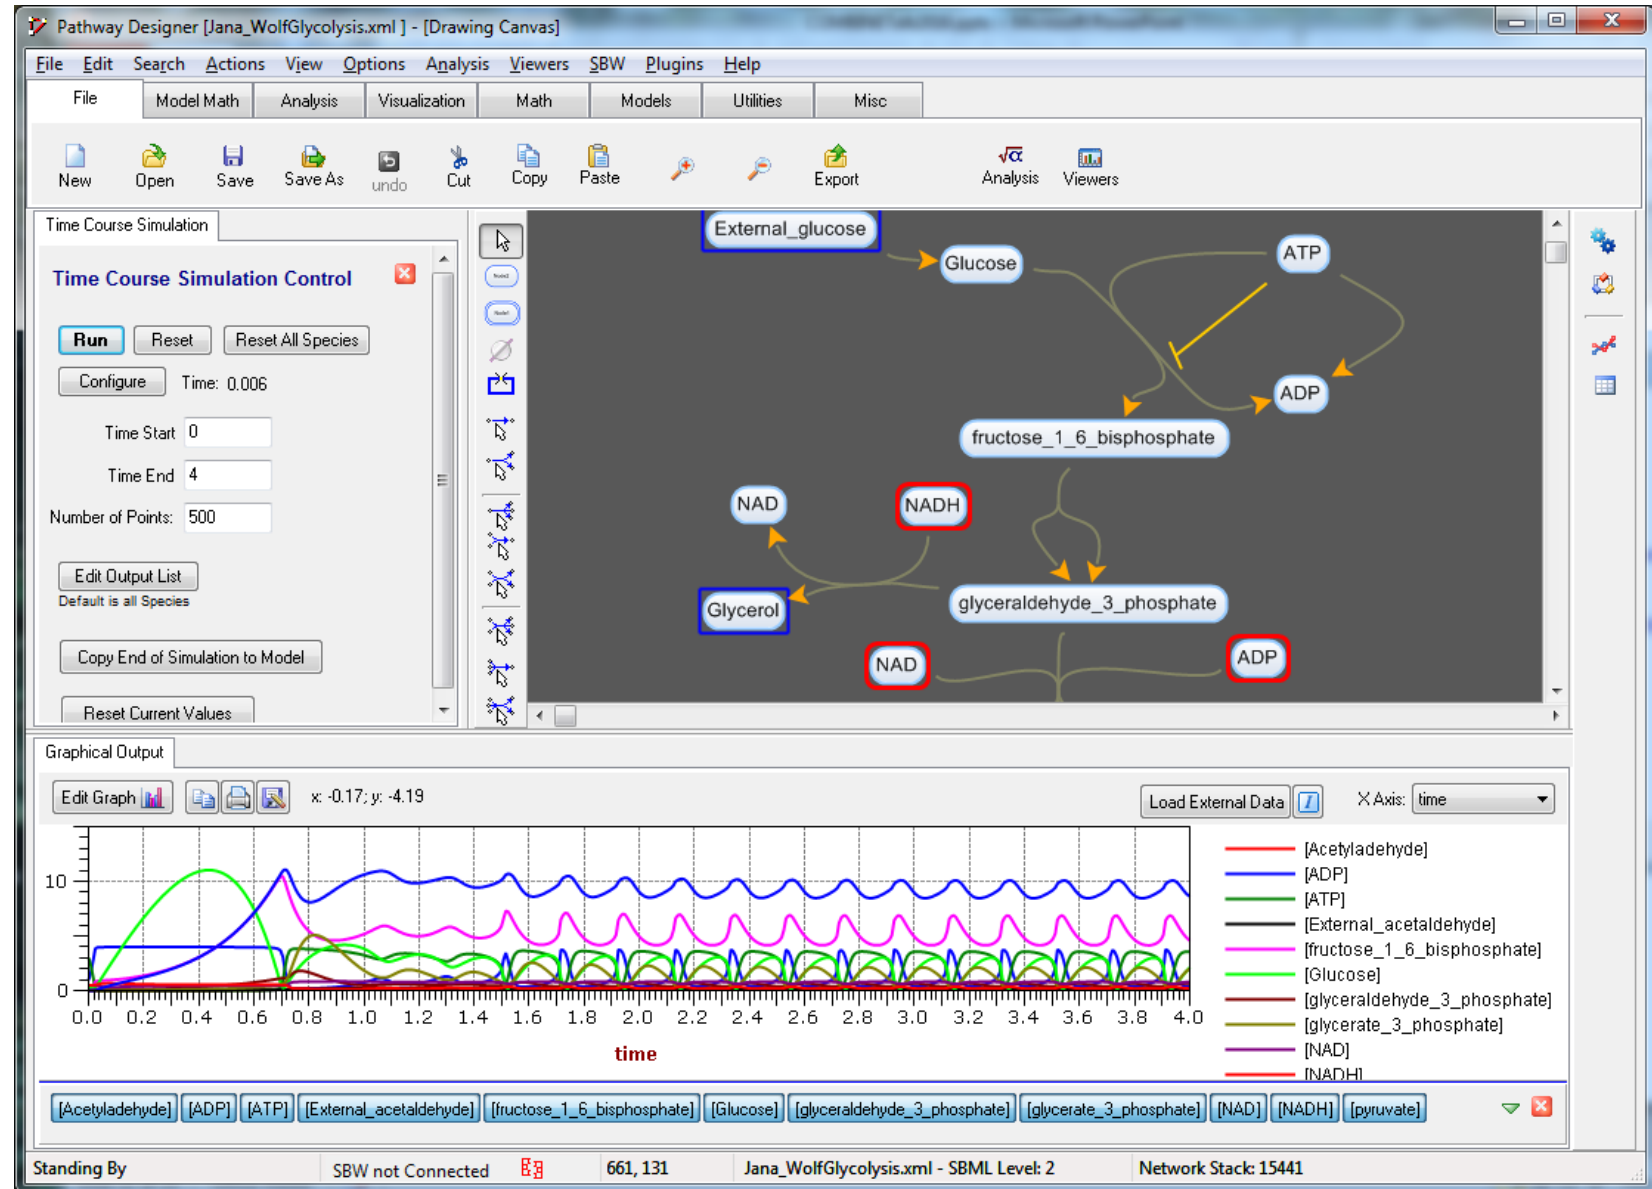 Pathway Designer [Jana_WolfGlycolysis.xml ] - [Drawing Canvas]
File Edit Search Actions View Options Analysis Viewers SBW Plugins Help
File Model Math Analysis Visualization Math Models Utilities Misc
New Open Save Save As undo Cut Copy Paste Export Analysis Viewers
Time Course Simulation
Time Course Simulation Control
Run Reset Reset All Species
Configure Time: 0.006
Time Start 0
Time End 4
Number of Points: 500
Edit Output List
Default is all Species
Copy End of Simulation to Model
Reset Current Values
External_glucose
Glucose
ATP
ADP
fructose_1_6_bisphosphate
NAD
NADH
glyceraldehyde_3_phosphate
Glycerol
NAD
ADP
Graphical Output
Edit Graph x: -0.17; y: -4.19 Load External Data X Axis: time
10
0
0.0 0.2 0.4 0.6 0.8 1.0 1.2 1.4 1.6 1.8 2.0 2.2 2.4 2.6 2.8 3.0 3.2 3.4 3.6 3.8 4.0
time
[Acetyladehyde]
[ADP]
[ATP]
[External_acetaldehyde]
[fructose_1_6_bisphosphate]
[Glucose]
[glyceraldehyde_3_phosphate]
[glycerate_3_phosphate]
[NAD]
[NADH]
[Acetyladehyde] [ADP] [ATP] [External_acetaldehyde] [fructose_1_6_bisphosphate] [Glucose] [glyceraldehyde_3_phosphate] [glycerate_3_phosphate] [NAD] [NADH] [pyruvate]
Standing By SBW not Connected 661, 131 Jana_WolfGlycolysis.xml - SBML Level: 2 Network Stack: 15441